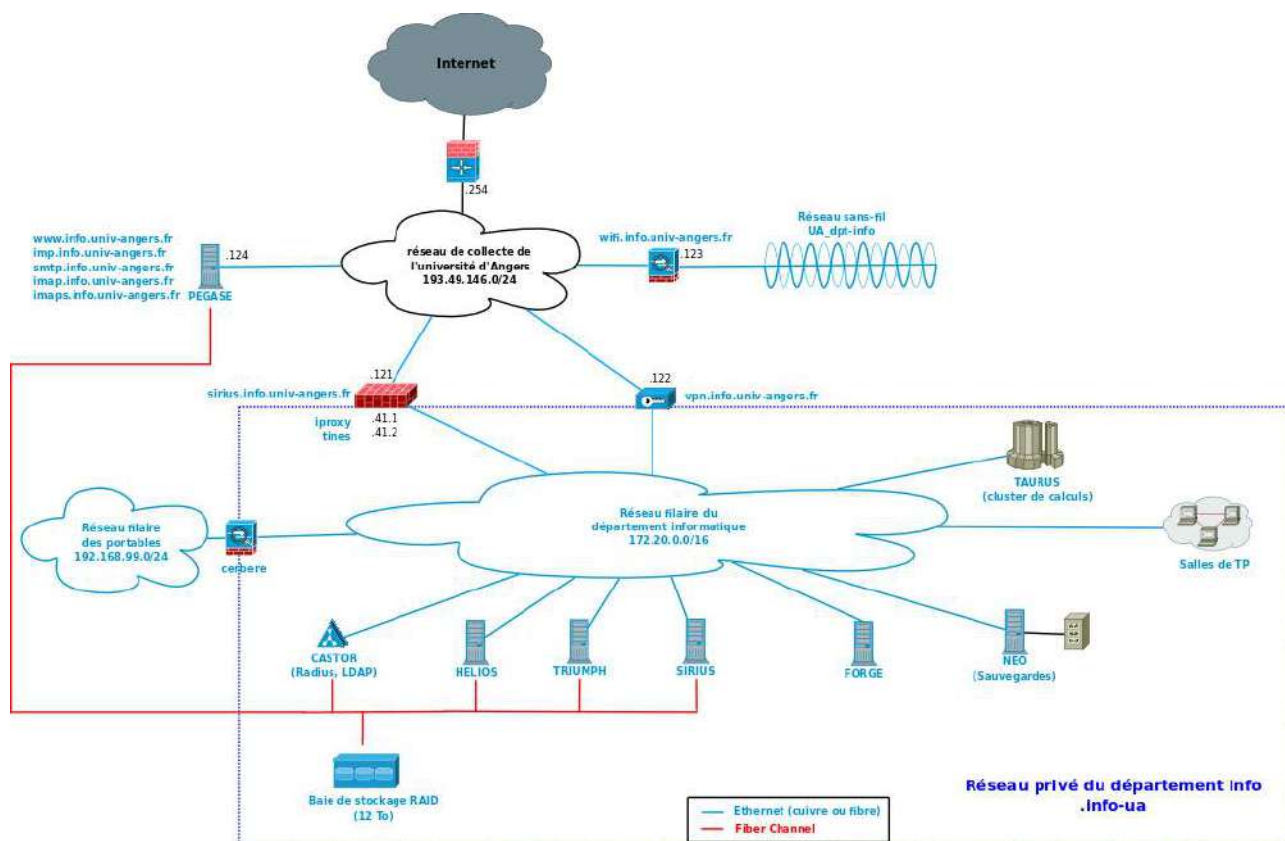 Internet
.254
www.info.univ-angers.fr
imp.info.univ-angers.fr
smtp.info.univ-angers.fr
imap.info.univ-angers.fr
imaps.info.univ-angers.fr
.124
PEGASE
réseau de collecte de
l'université d'Angers
193.49.146.0/24
wifi.info.univ-angers.fr
.123
Réseau sans-fil
UA_dpt-info
.121
sirius.info.univ-angers.fr
iproxy
tines
.41.1
.41.2
.122
vpn.info.univ-angers.fr
TAURUS
(cluster de calculs)
Réseau filaire
des portables
192.168.99.0/24
cerbere
Réseau filaire du
département informatique
172.20.0.0/16
Salles de TP
CASTOR
(Radius, LDAP)
HELIOS
TRIUMPH
SIRIUS
FORGE
NEO
(Sauvegardes)
Baie de stockage RAID
(12 To)
Réseau privé du département info
.info-ua
Ethernet (cuivre ou fibre)
Fiber Channel